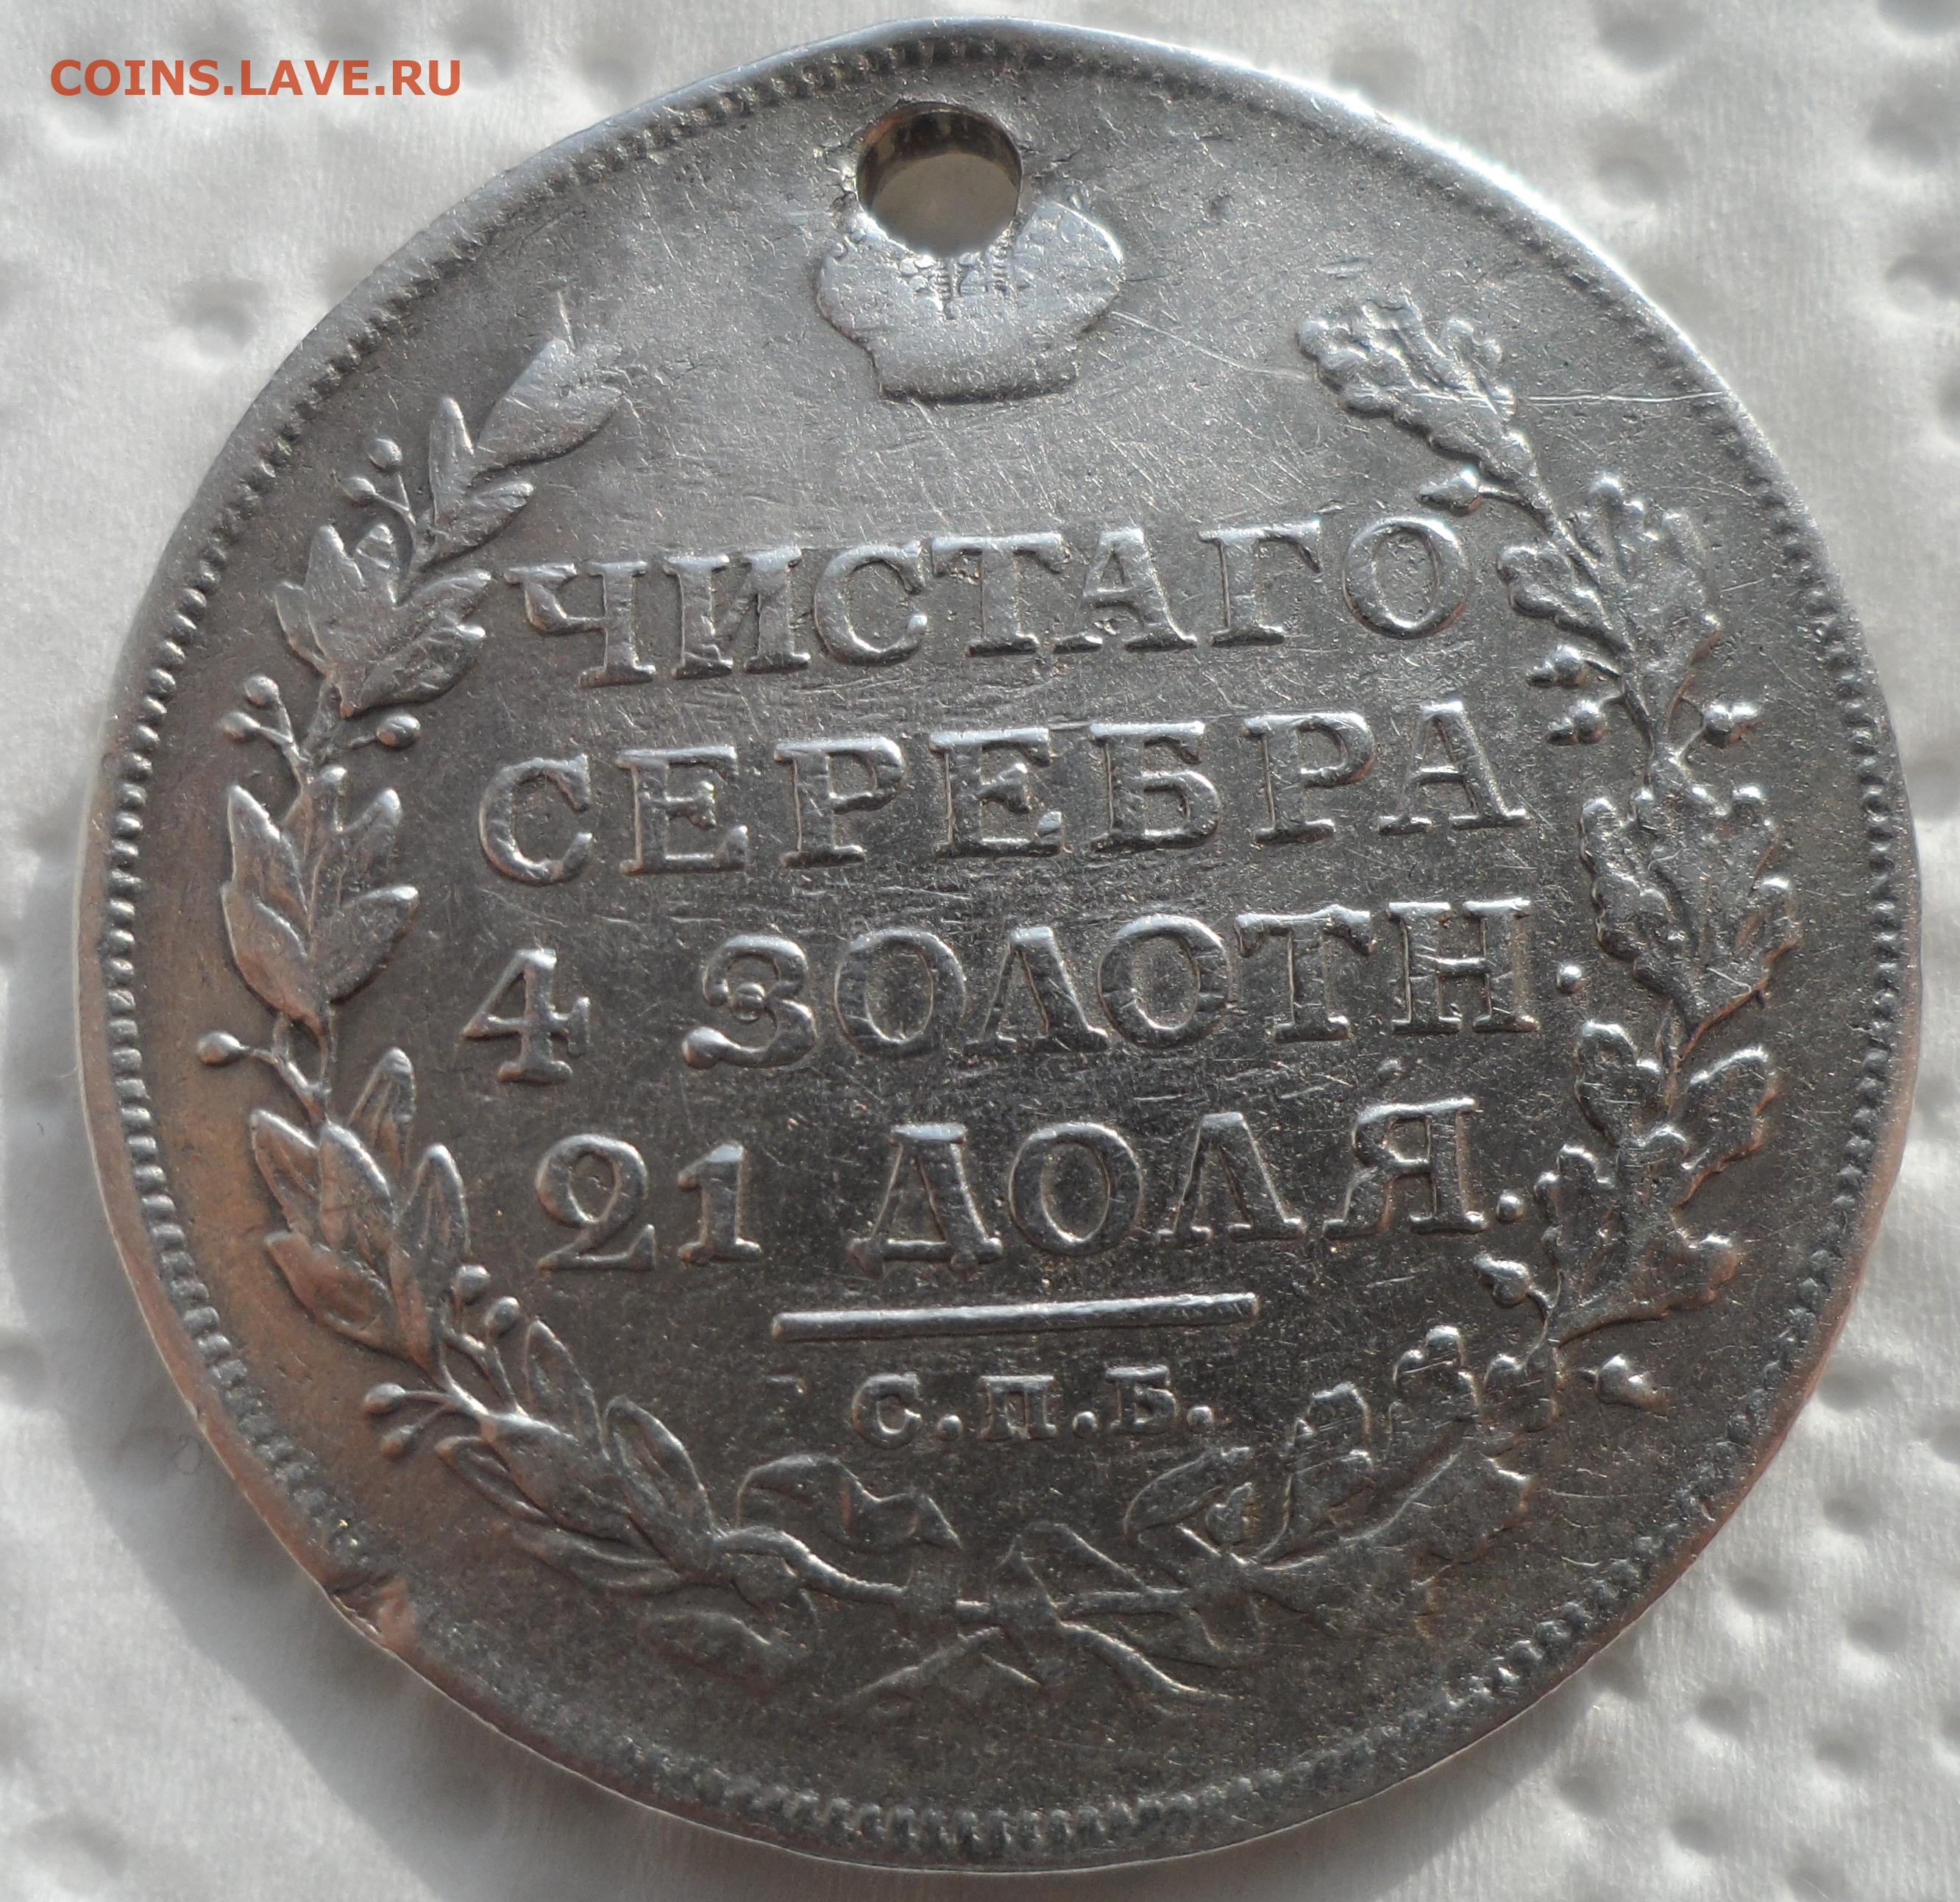 COINS.LAVE.RU
ЧИСТАГО
СЕРЕБРА
4 ЗОЛОТН.
21 ДОЛЯ.
С.П.Б.